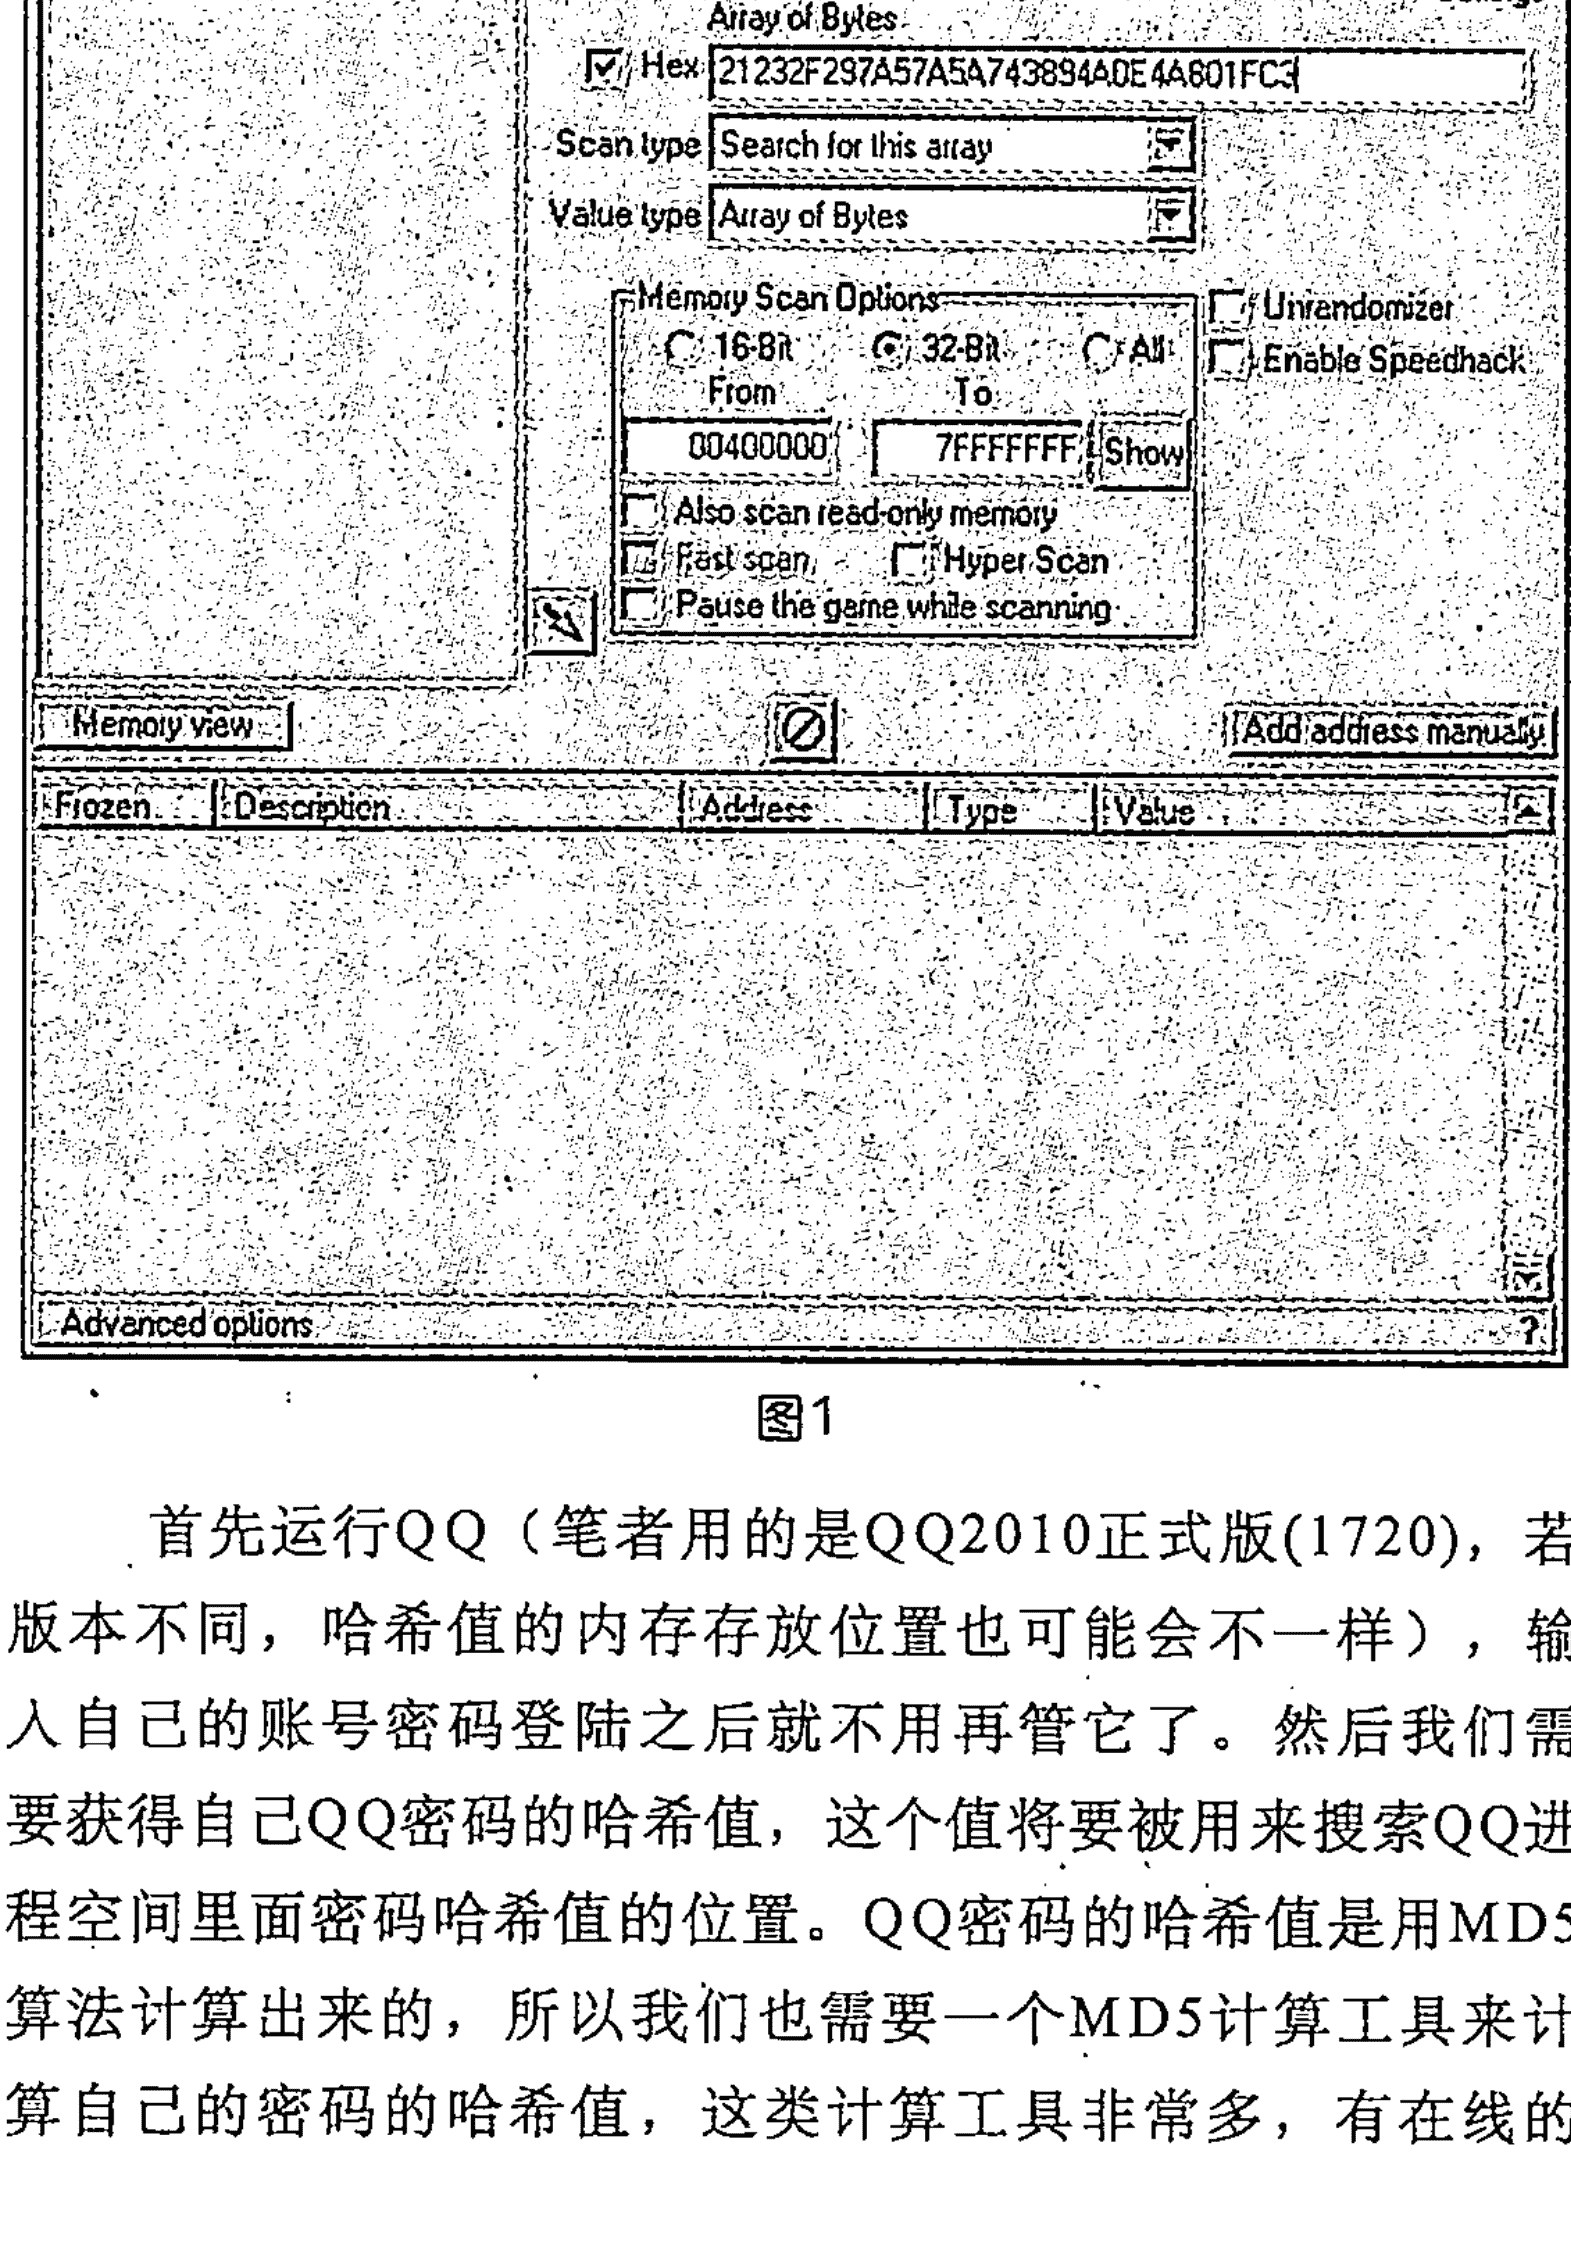 Array of Bytes
Hex 21232F297A57A5A743894A0E4A801FC3
Scan type Search for this array
Value type Array of Bytes
Memory Scan Options
Unrandomizer
16-Bit 32-Bit All
Enable Speedhack
From To
00400000 7FFFFFFF Show
Also scan read-only memory
Fast scan Hyper Scan
Pause the game while scanning
Memory view Add address manually
Frozen Description Address Type Value
Advanced options ?
图1
首先运行QQ（笔者用的是QQ2010正式版(1720)，若
版本不同，哈希值的内存存放位置也可能会不一样），输
入自己的账号密码登陆之后就不用再管它了。然后我们需
要获得自己QQ密码的哈希值，这个值将要被用来搜索QQ进
程空间里面密码哈希值的位置。QQ密码的哈希值是用MD5
算法计算出来的，所以我们也需要一个MD5计算工具来计
算自己的密码的哈希值，这类计算工具非常多，有在线的